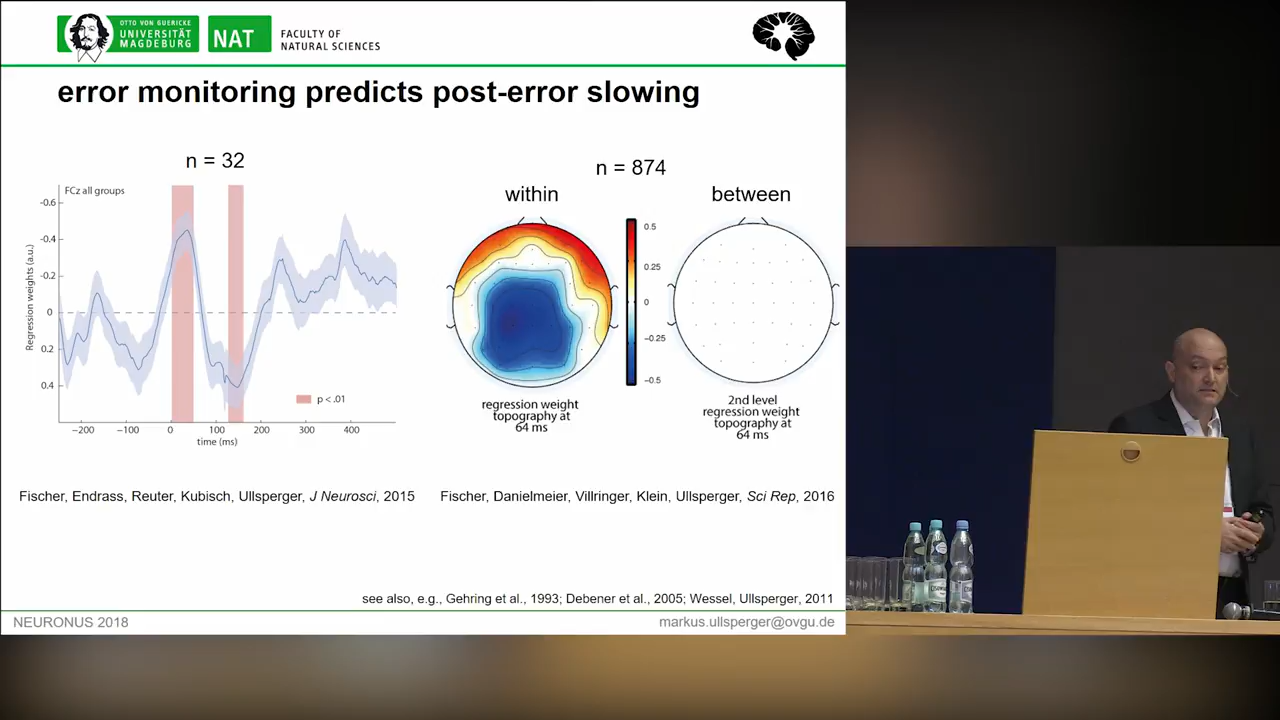 OTTO VON GUERICKE
UNIVERSITÄT
MAGDEBURG
NAT
FACULTY OF
NATURAL SCIENCES
error monitoring predicts post-error slowing
n = 32
n = 874
within
between
FCz all groups
-0.6
-0.4
-0.2
0
0.2
0.4
Regression weights (a.u.)
p < .01
−200
−100
0
100
200
300
400
time (ms)
0.5
0.25
0
−0.25
−0.5
regression weight
topography at
64 ms
2nd level
regression weight
topography at
64 ms
Fischer, Endrass, Reuter, Kubisch, Ullsperger, J Neurosci, 2015
Fischer, Danielmeier, Villringer, Klein, Ullsperger, Sci Rep, 2016
see also, e.g., Gehring et al., 1993; Debener et al., 2005; Wessel, Ullsperger, 2011
NEURONUS 2018
markus.ullsperger@ovgu.de